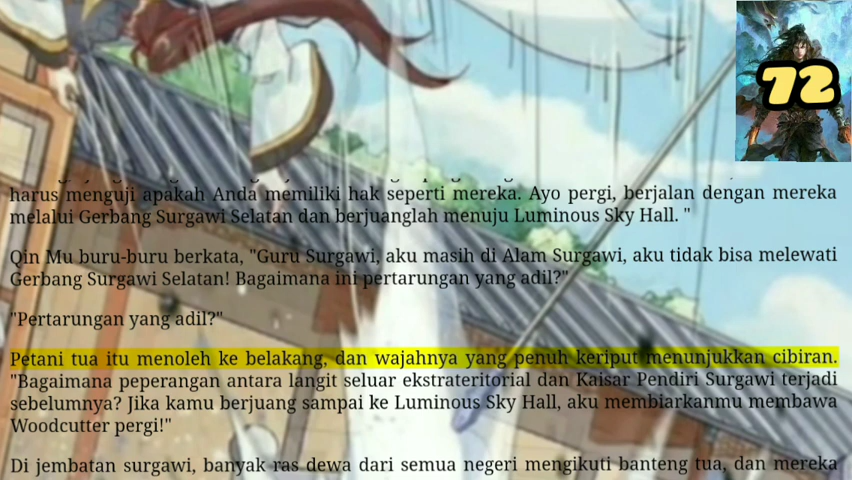 72
harus menguji apakah Anda memiliki hak seperti mereka. Ayo pergi, berjalan dengan mereka
melalui Gerbang Surgawi Selatan dan berjuanglah menuju Luminous Sky Hall. "
Qin Mu buru-buru berkata, "Guru Surgawi, aku masih di Alam Surgawi, aku tidak bisa melewati
Gerbang Surgawi Selatan! Bagaimana ini pertarungan yang adil?"
"Pertarungan yang adil?"
Petani tua itu menoleh ke belakang, dan wajahnya yang penuh keriput menunjukkan cibiran.
"Bagaimana peperangan antara langit seluar ekstrateritorial dan Kaisar Pendiri Surgawi terjadi
sebelumnya? Jika kamu berjuang sampai ke Luminous Sky Hall, aku membiarkanmu membawa
Woodcutter pergi!"
Di jembatan surgawi, banyak ras dewa dari semua negeri mengikuti banteng tua, dan mereka